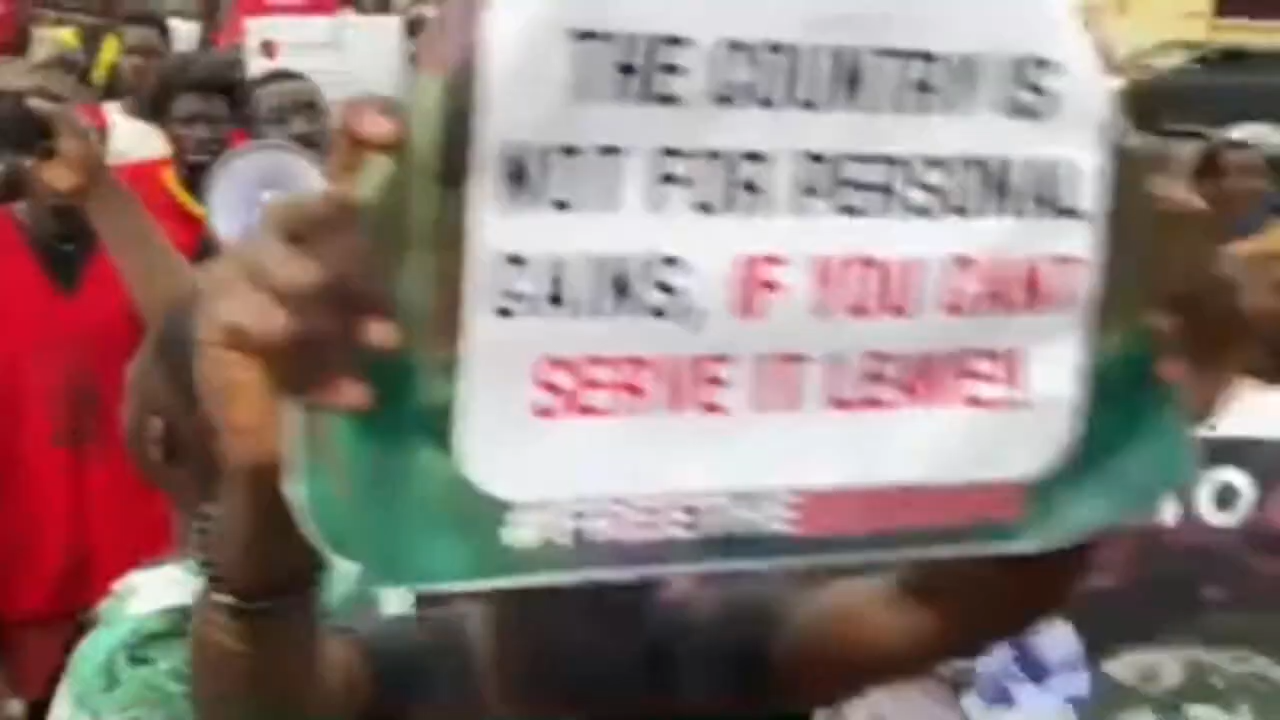 THE COUNTRY IS
NOT FOR PERSONAL
GAINS, IF YOU CAN'T
SERVE IT LEAVE!